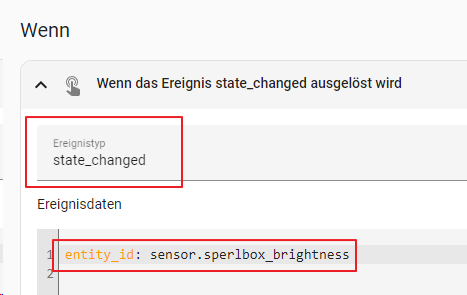 Wenn
Wenn das Ereignis state_changed ausgelöst wird
Ereignistyp
state_changed
Ereignisdaten
1 entity_id: sensor.sperlbox_brightness
2